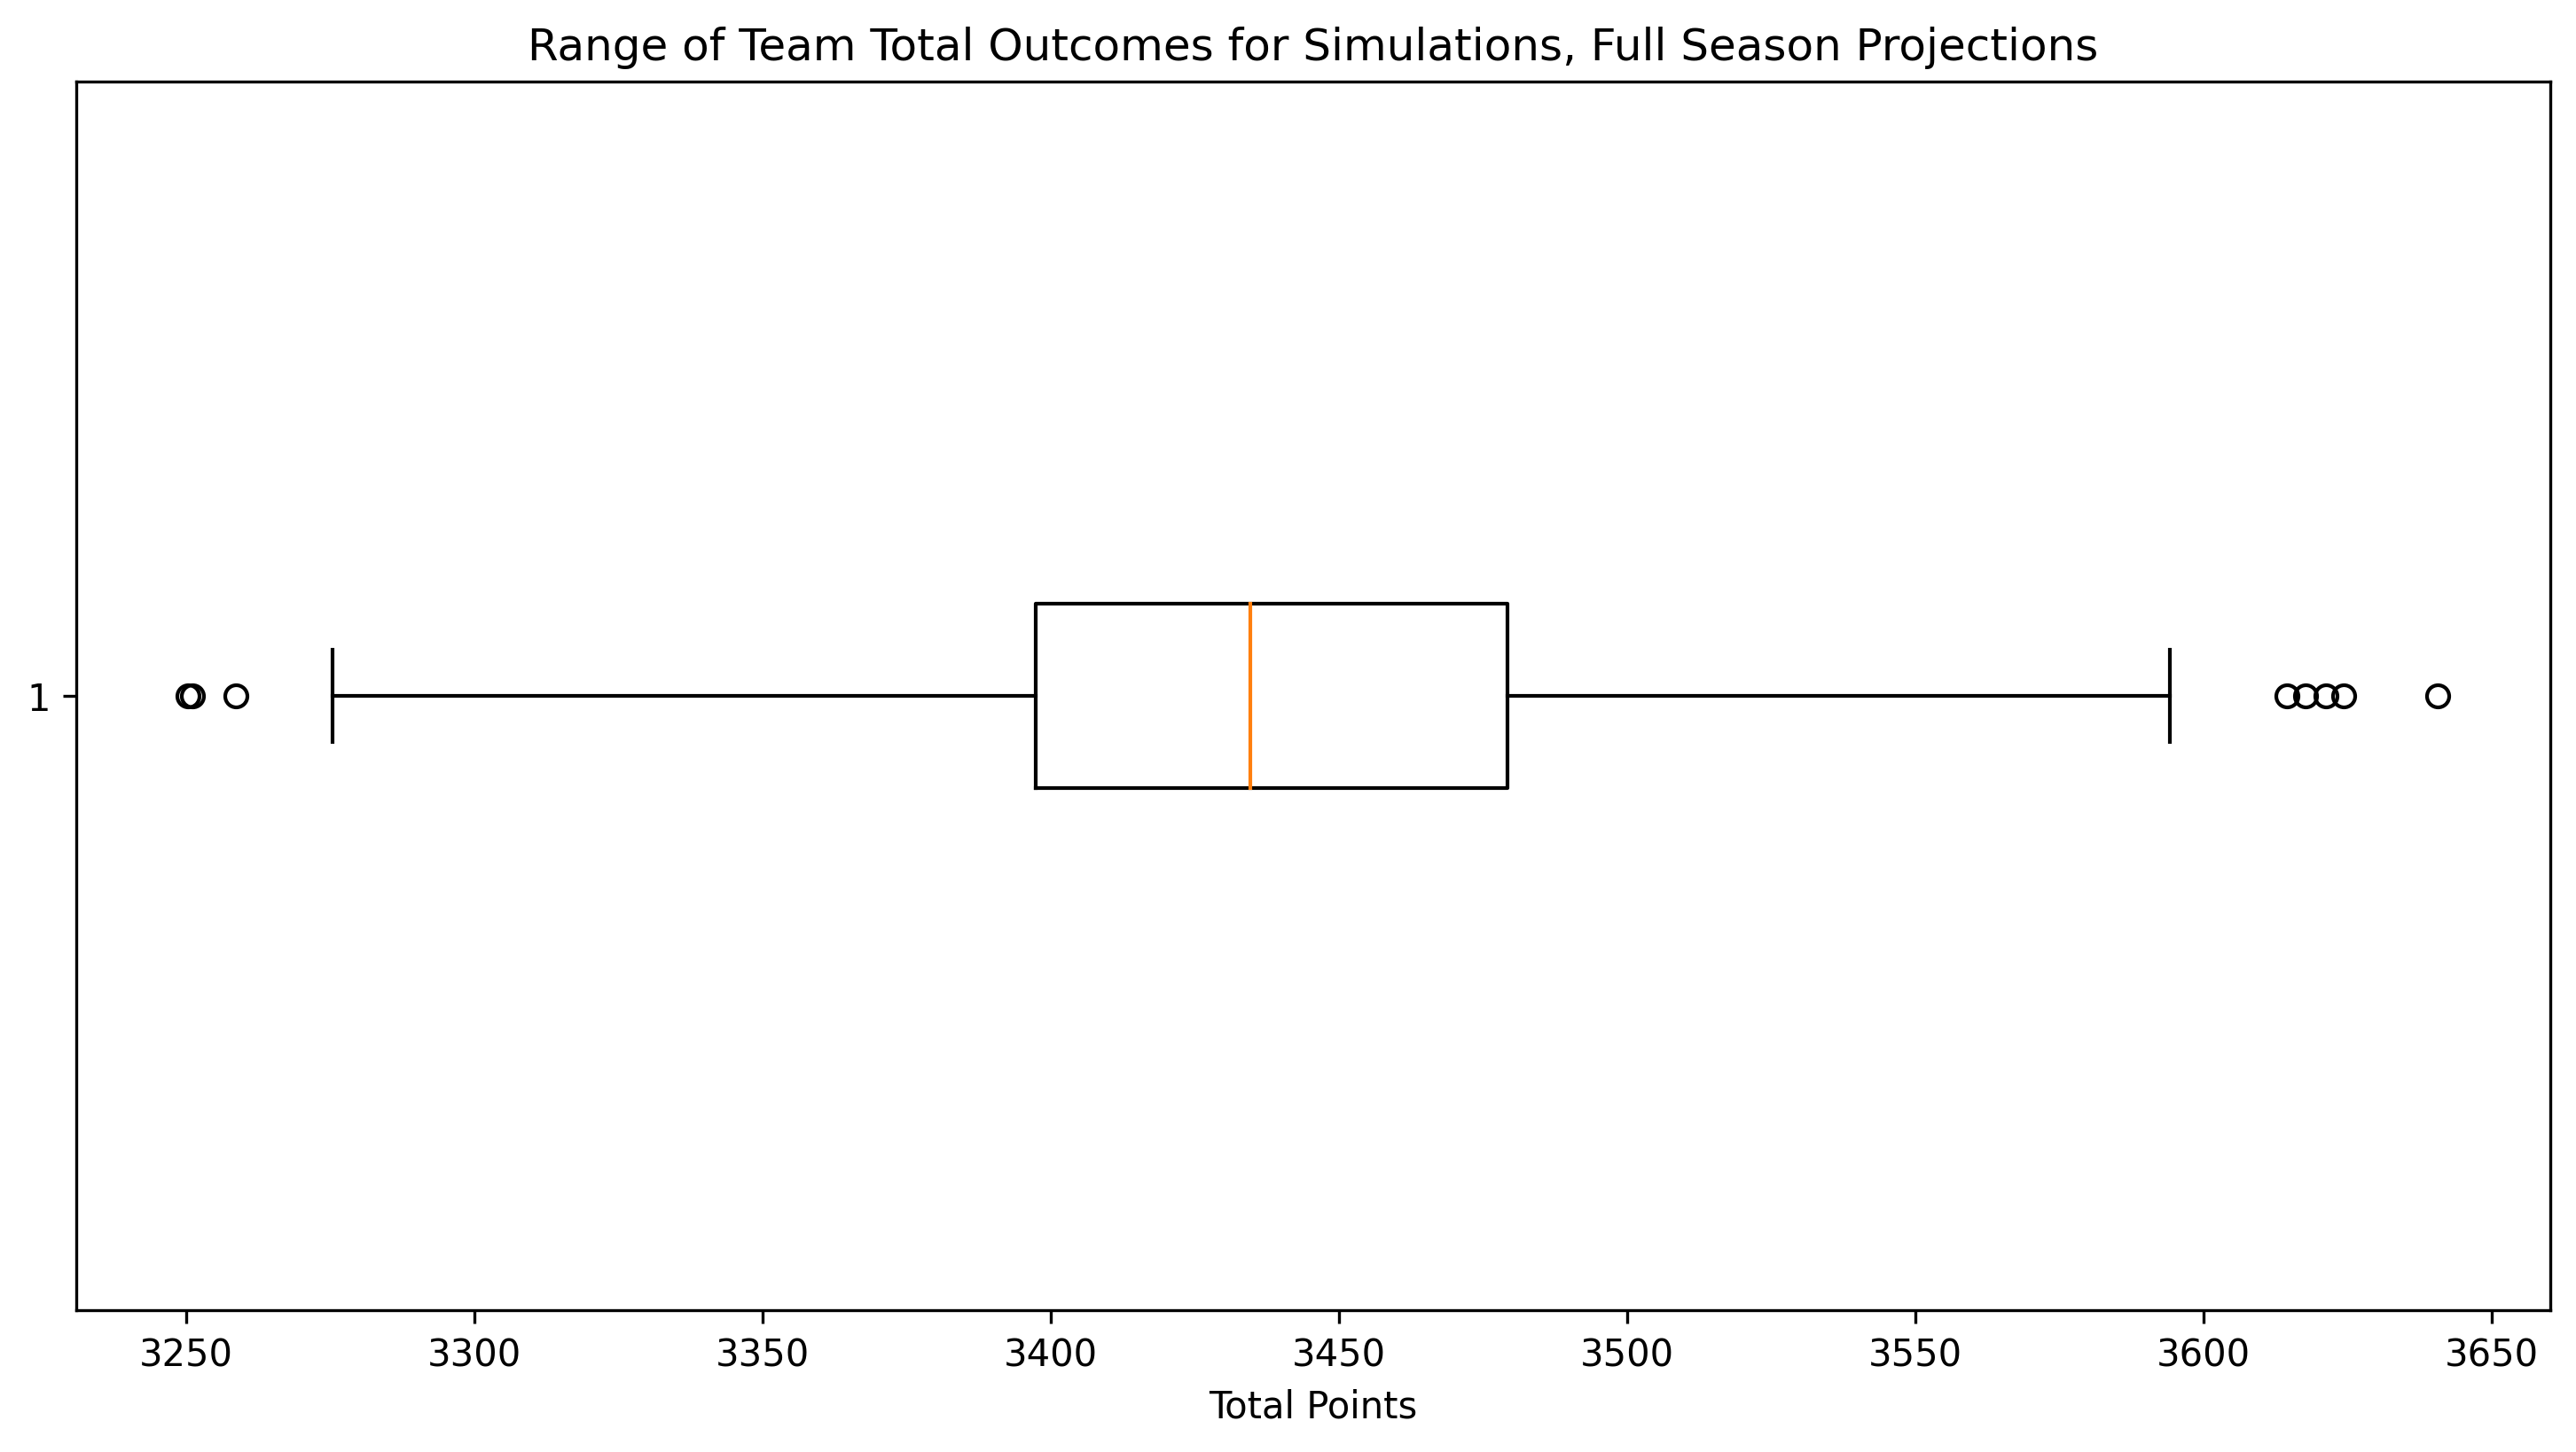 Range of Team Total Outcomes for Simulations, Full Season Projections
1
3250 3300 3350 3400 3450 3500 3550 3600 3650
Total Points